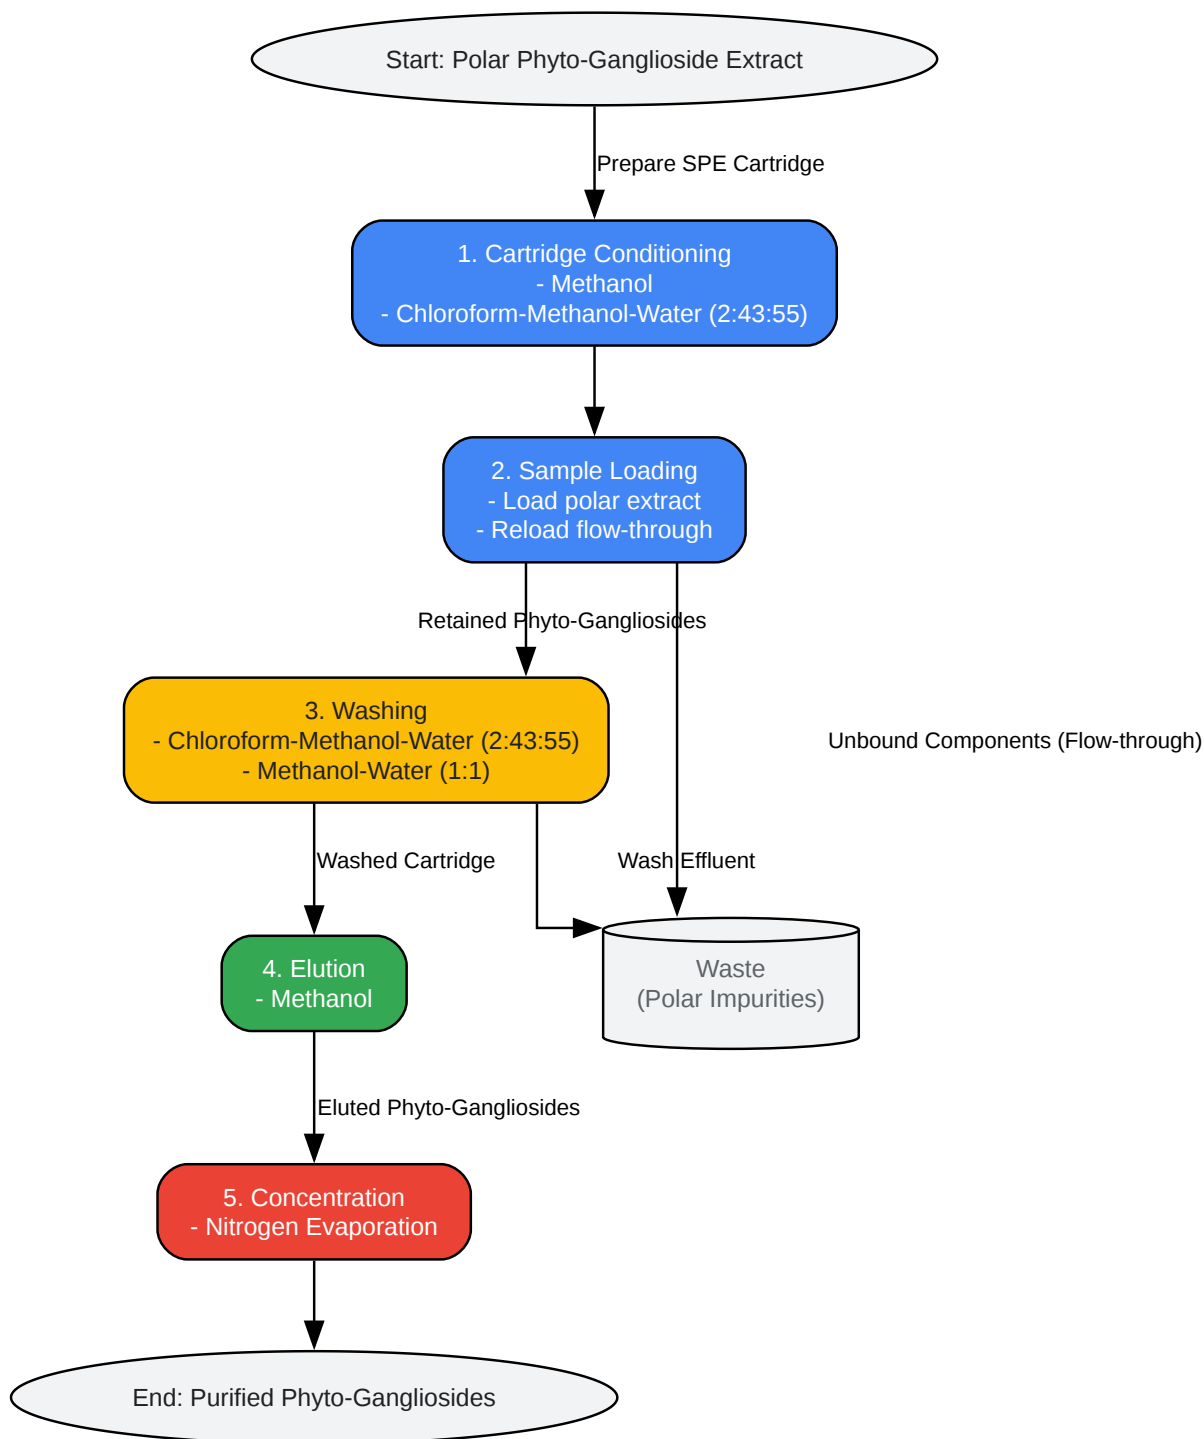 Start: Polar Phyto-Ganglioside Extract
Prepare SPE Cartridge
1. Cartridge Conditioning
- Methanol
- Chloroform-Methanol-Water (2:43:55)
2. Sample Loading
- Load polar extract
- Reload flow-through
Retained Phyto-Gangliosides
3. Washing
- Chloroform-Methanol-Water (2:43:55)
- Methanol-Water (1:1)
Unbound Components (Flow-through)
Washed Cartridge
Wash Effluent
4. Elution
- Methanol
Waste
(Polar Impurities)
Eluted Phyto-Gangliosides
5. Concentration
- Nitrogen Evaporation
End: Purified Phyto-Gangliosides